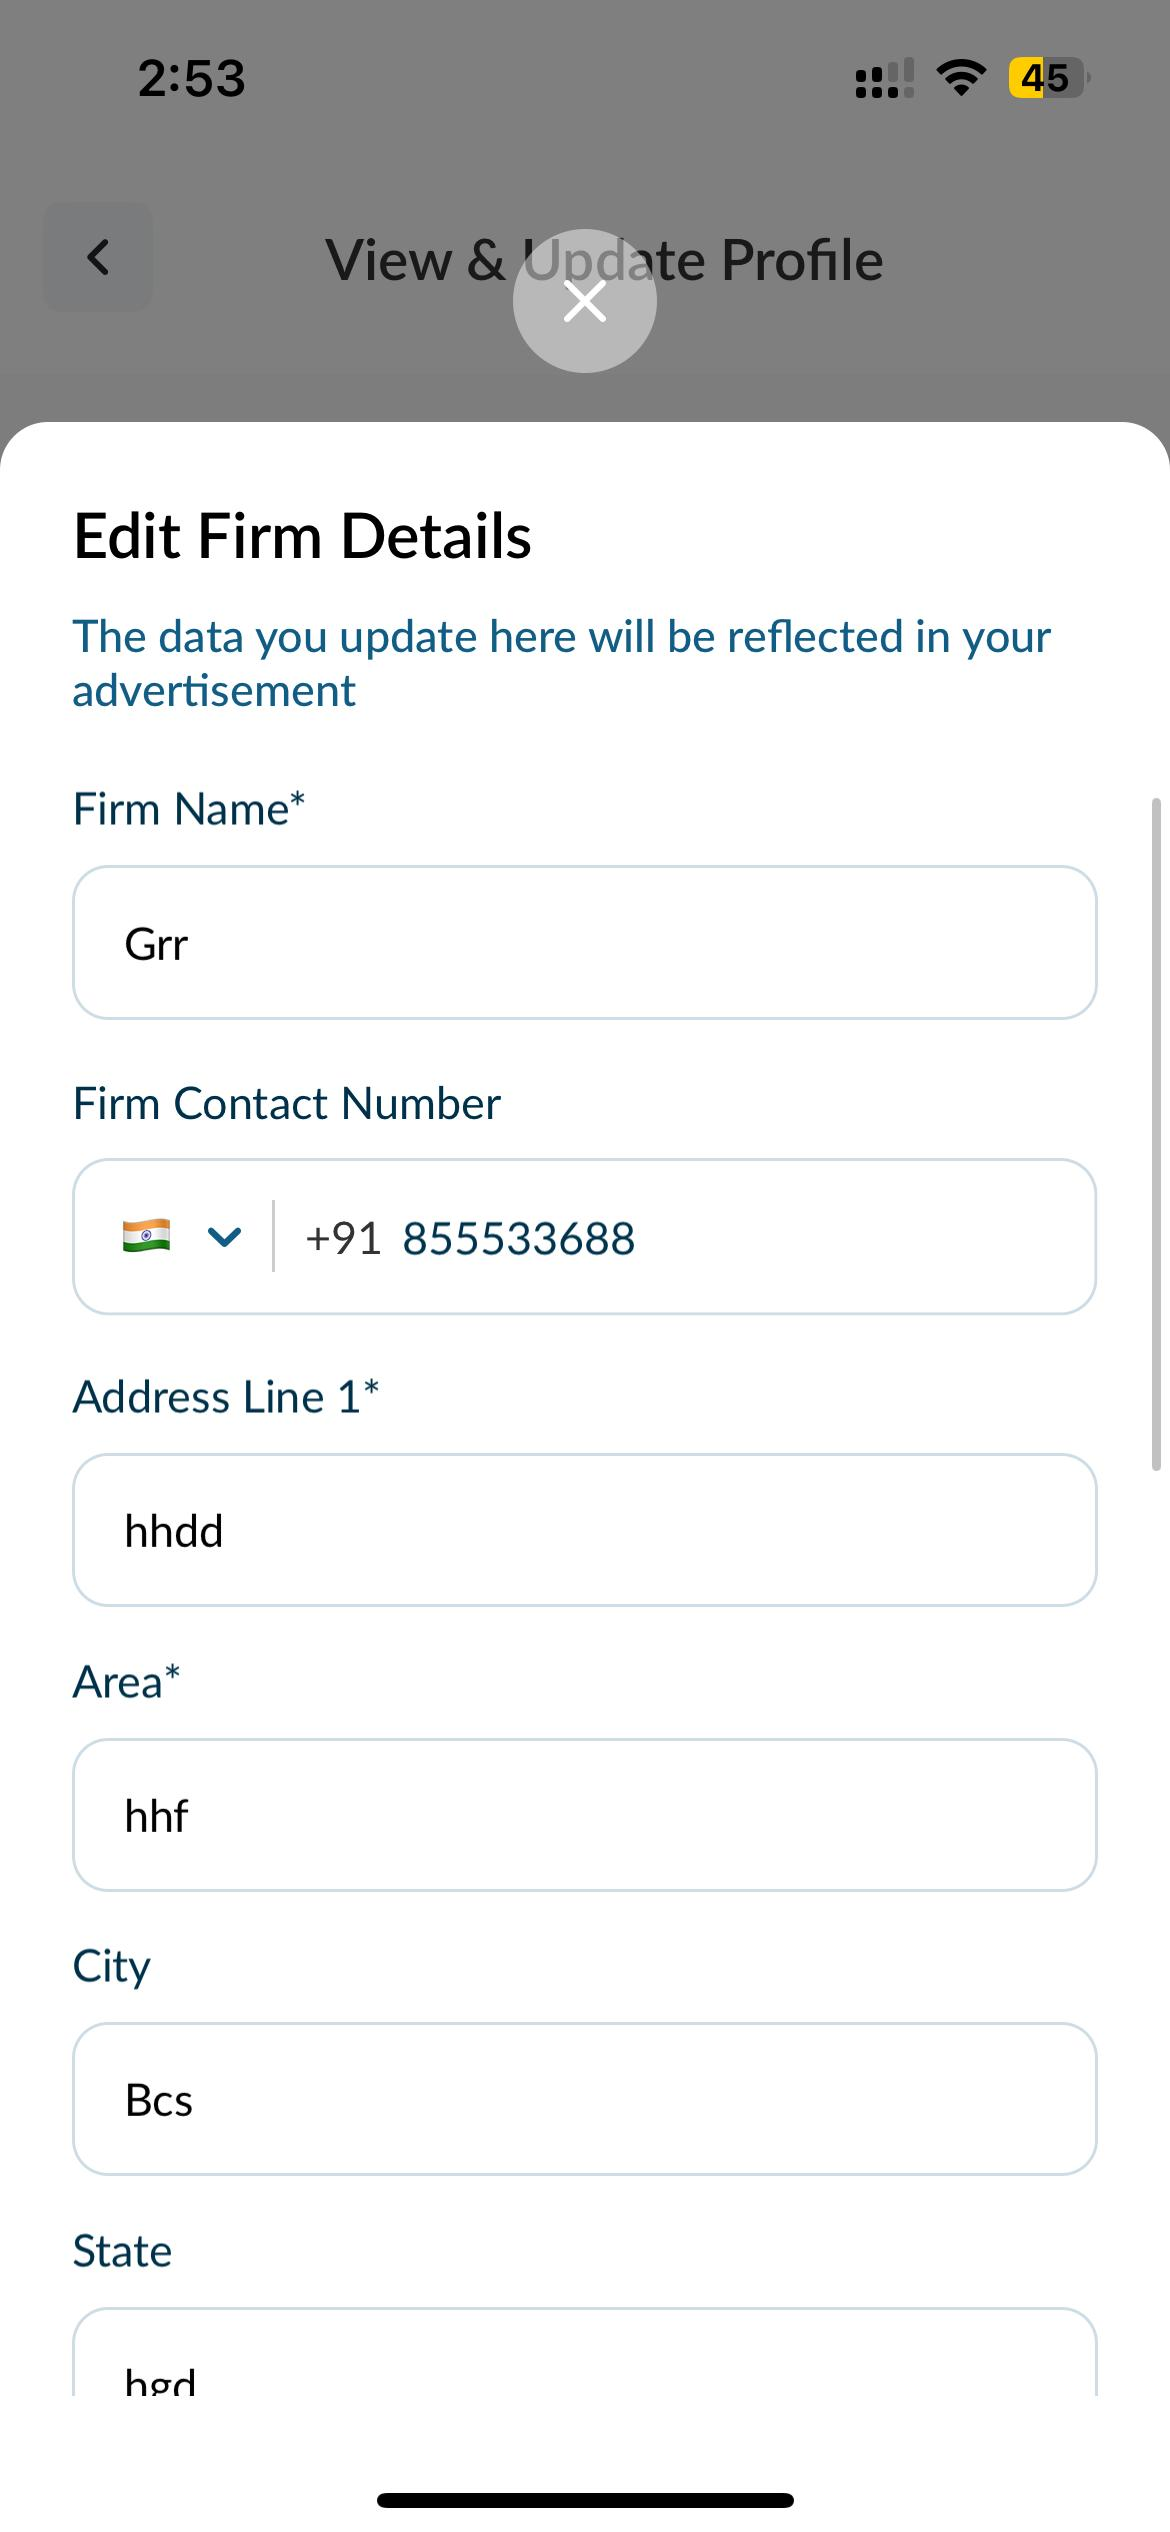 2:53
45
View & Update Profile
Edit Firm Details
The data you update here will be reflected in your
advertisement
Firm Name*
Grr
Firm Contact Number
+91 855533688
Address Line 1*
hhdd
Area*
hhf
City
Bcs
State
hgd